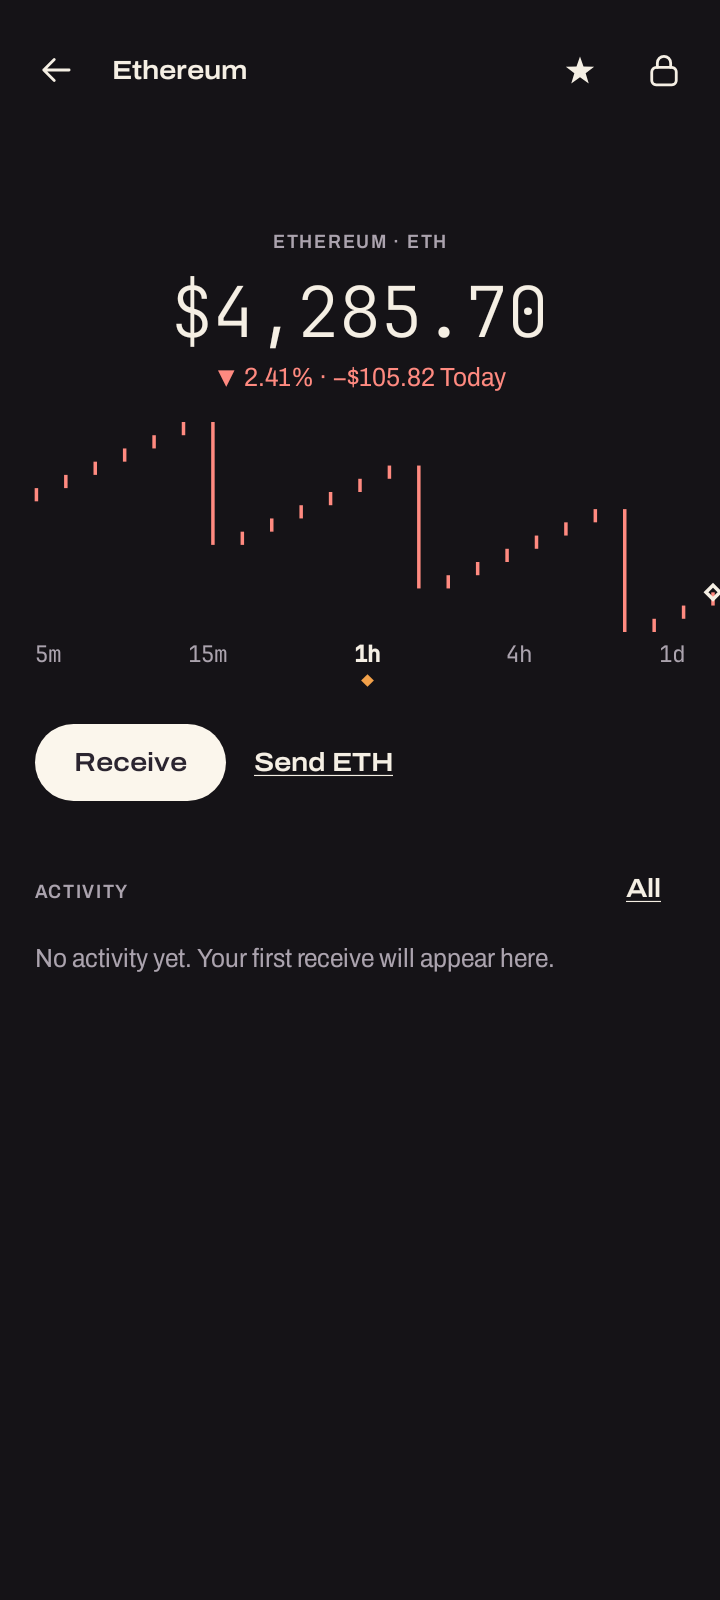 Ethereum
ETHEREUM · ETH
$4,285.70
▼ 2.41% · −$105.82 Today
5m 15m 1h 4h 1d
Receive Send ETH
ACTIVITY All
No activity yet. Your first receive will appear here.